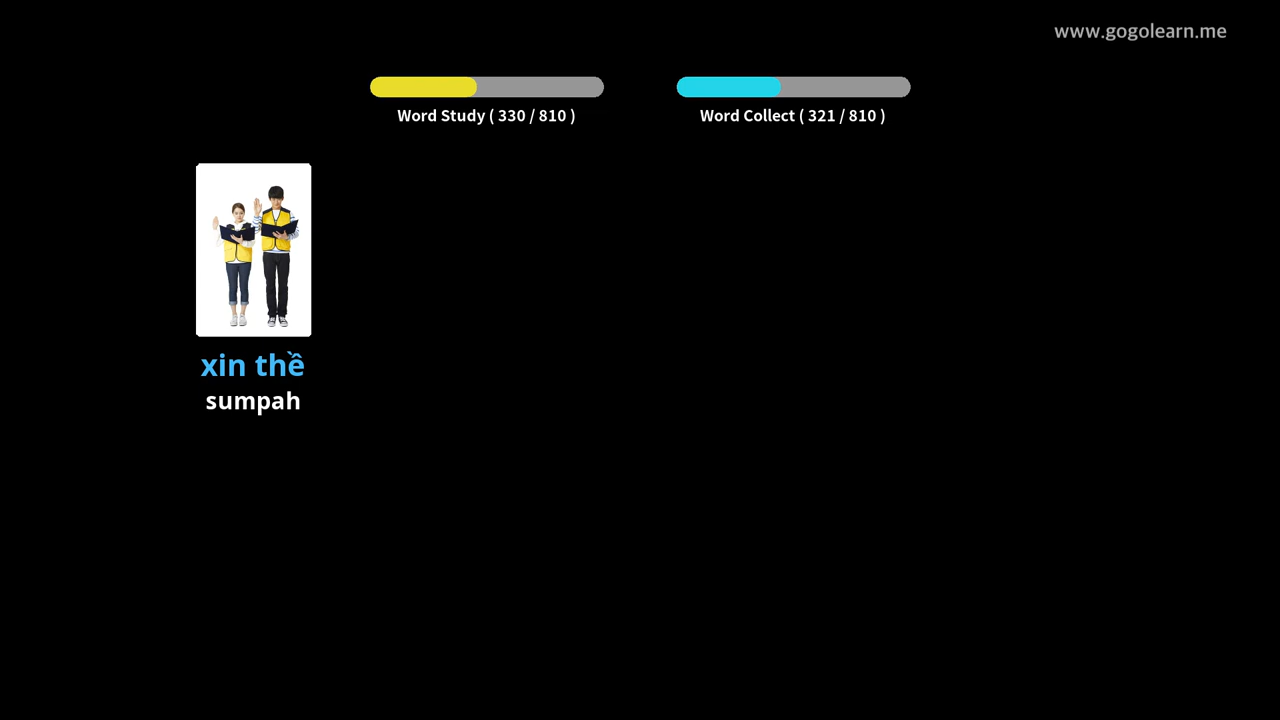 www.gogolearn.me
Word Study ( 330 / 810 )
Word Collect ( 321 / 810 )
xin thề
sumpah